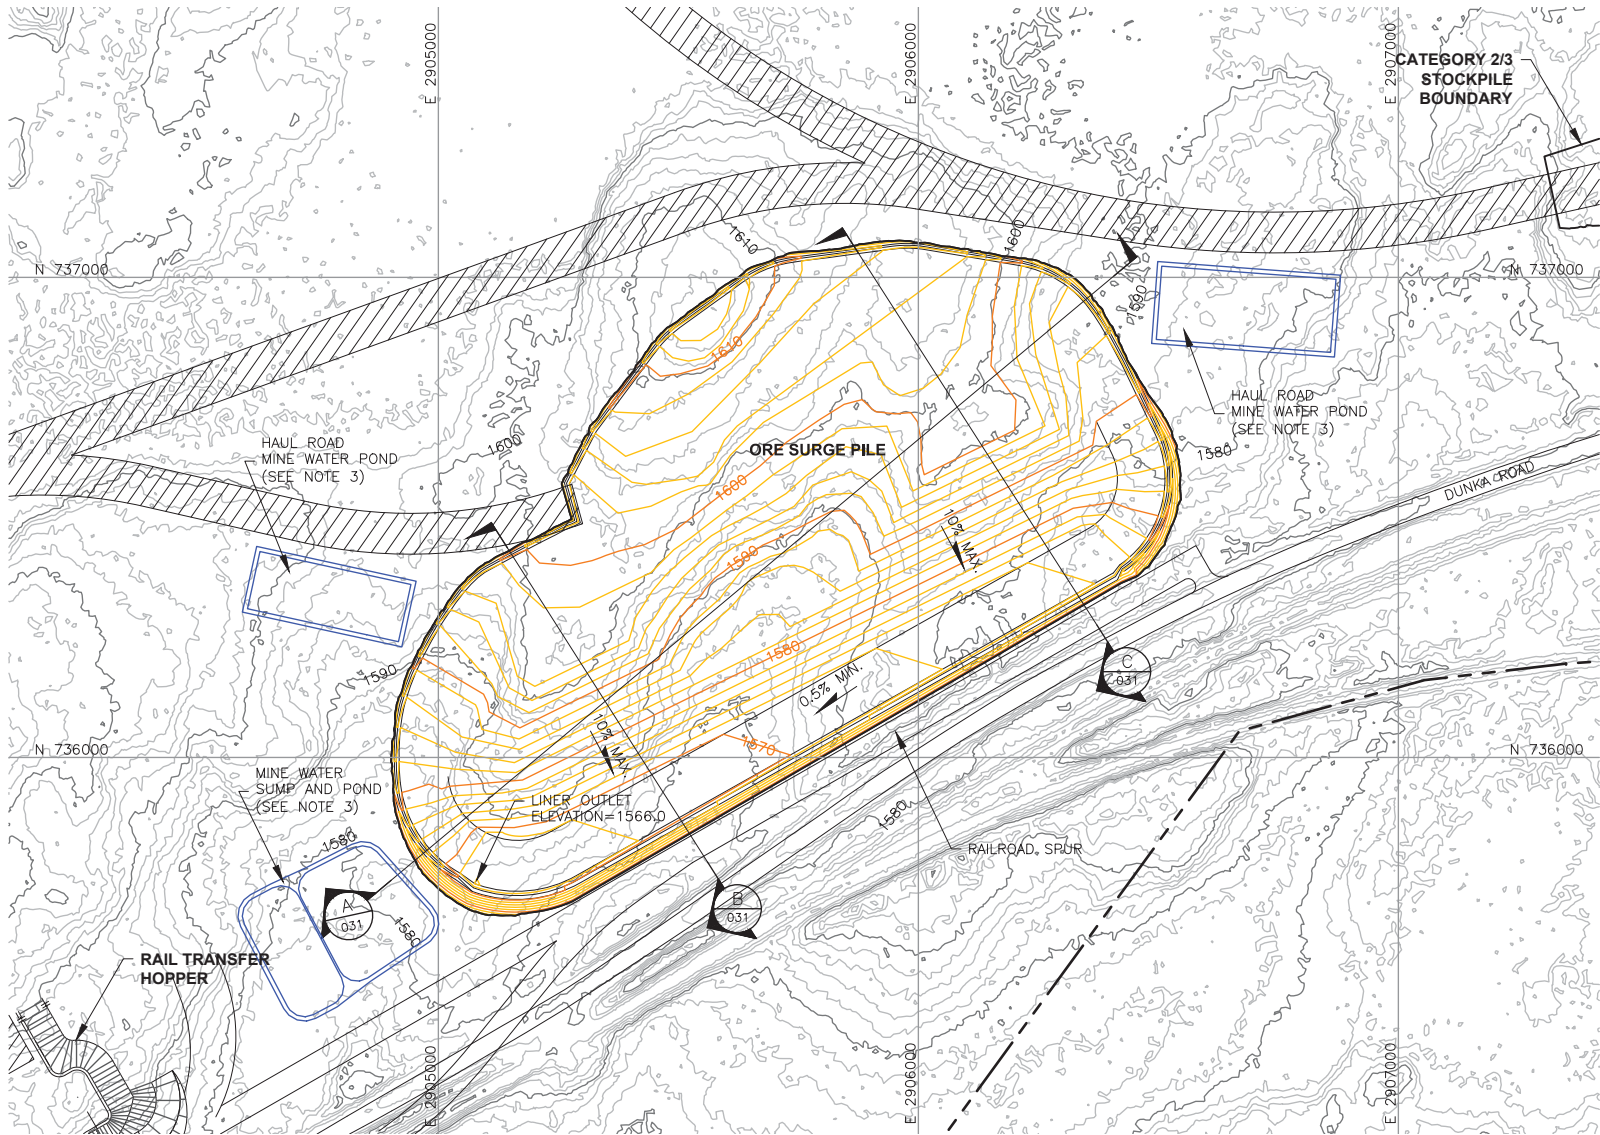 E 2905000
E 2906000
E 2907000
CATEGORY 2/3
STOCKPILE
BOUNDARY
N 737000
N 737000
1610
1600
1590
1610
HAUL ROAD
MINE WATER POND
(SEE NOTE 3)
1600
HAUL ROAD
MINE WATER POND
(SEE NOTE 3)
ORE SURGE PILE
1580
DUNKA ROAD
1600
10% MAX.
1590
1580
1590
0.5% MIN.
C
031
N 736000
N 736000
10% MAX.
1570
MINE WATER
SUMP AND POND
(SEE NOTE 3)
LINER OUTLET
ELEVATION=1566.0
1580
1580
RAILROAD SPUR
A
031
B
031
1580
RAIL TRANSFER
HOPPER
E 2905000
E 2906000
E 2907000